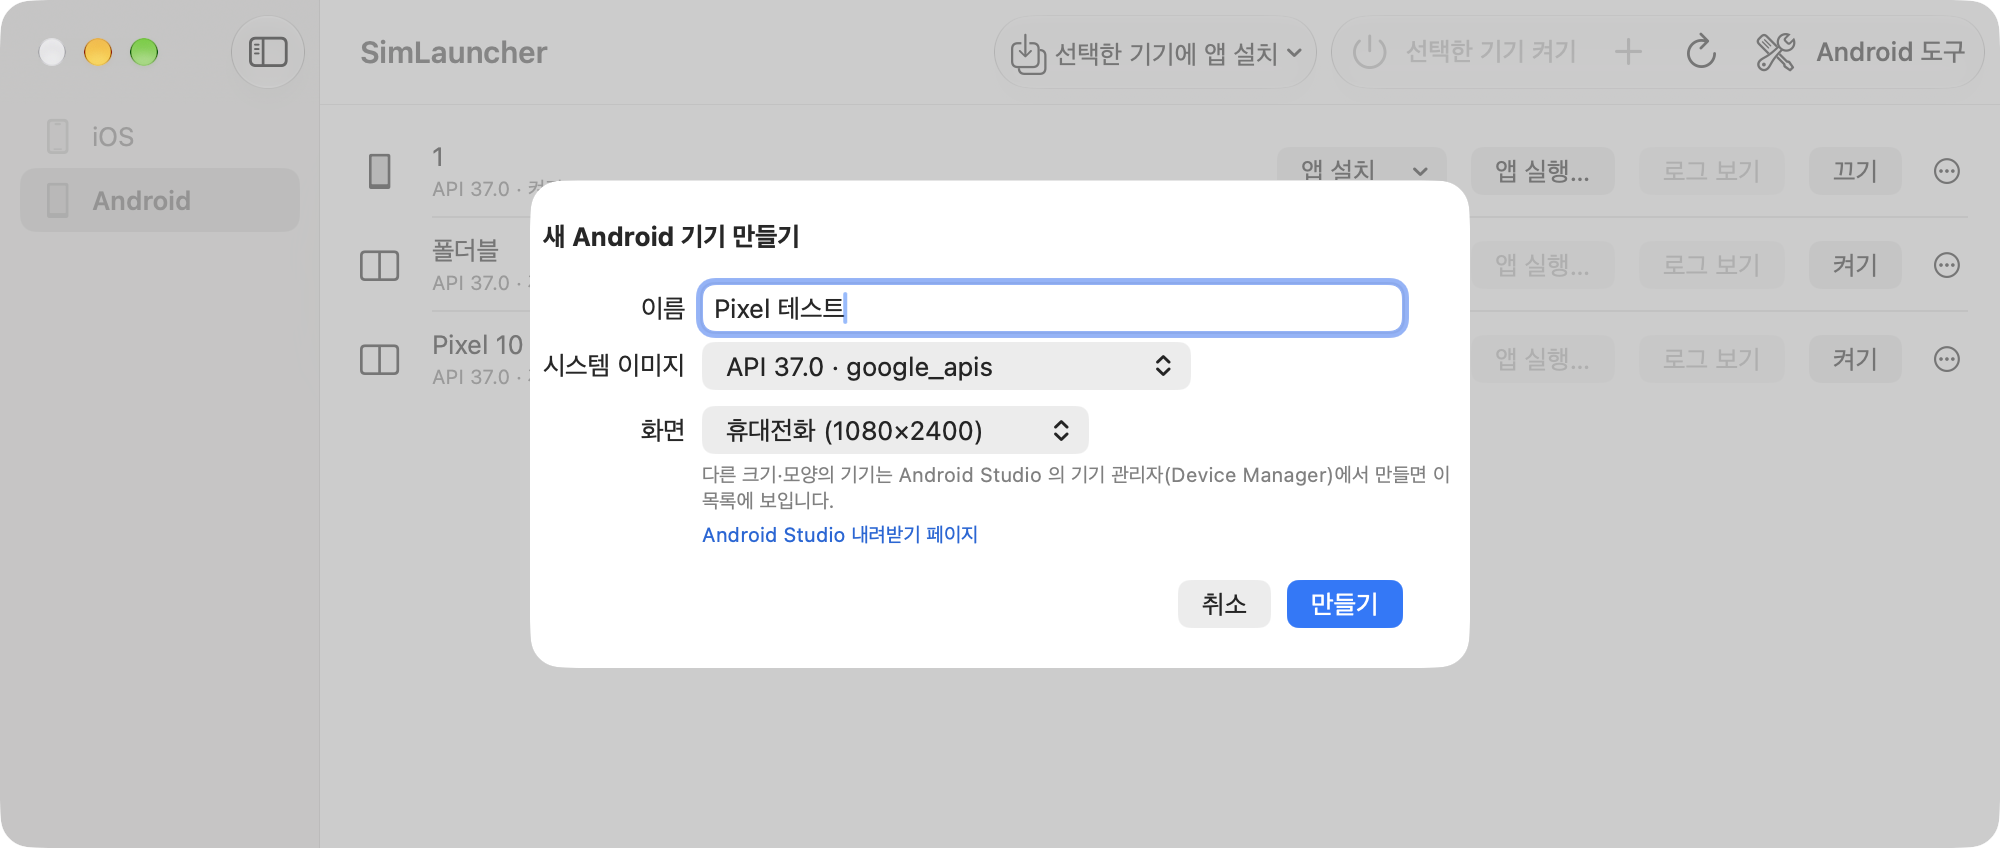 SimLauncher
선택한 기기에 앱 설치
선택한 기기 켜기
Android 도구
iOS
Android
1
API 37.0 ·
앱 설치
앱 실행...
로그 보기
끄기
폴더블
API 37.0 ·
앱 실행...
로그 보기
켜기
Pixel 10
API 37.0 ·
앱 실행...
로그 보기
켜기
새 Android 기기 만들기
이름
Pixel 테스트
시스템 이미지
API 37.0 · google_apis
화면
휴대전화 (1080×2400)
다른 크기·모양의 기기는 Android Studio 의 기기 관리자(Device Manager)에서 만들면 이
목록에 보입니다.
Android Studio 내려받기 페이지
취소
만들기